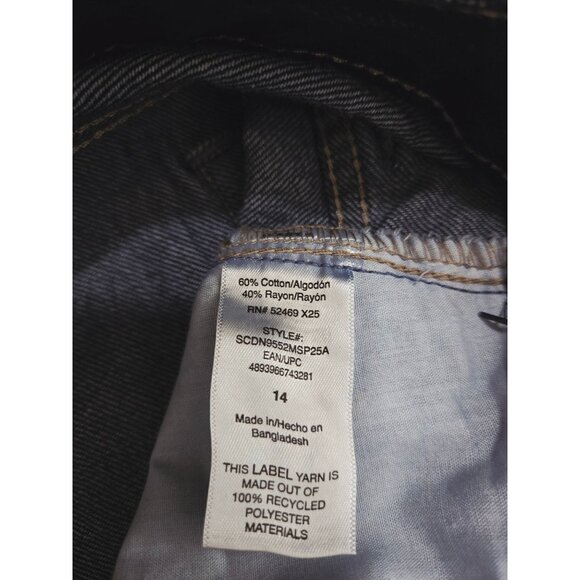 60% Cotton/Algodón
40% Rayon/Rayón
RN# 52469 X25
STYLE#:
SCDN9552MSP25A
EAN/UPC
4893966743281
14
Made in/Hecho en
Bangladesh
THIS LABEL YARN IS
MADE OUT OF
100% RECYCLED
POLYESTER
MATERIALS